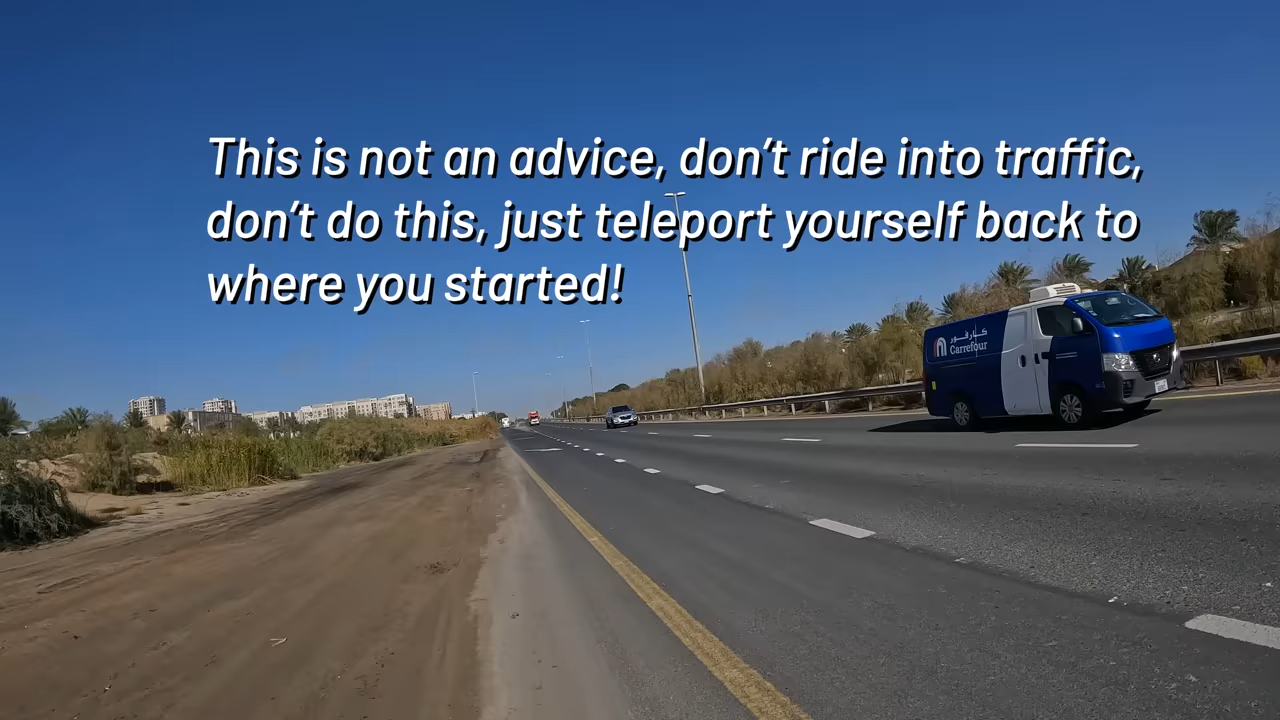 This is not an advice, don’t ride into traffic,
don’t do this, just teleport yourself back to
where you started!
كارفور
Carrefour